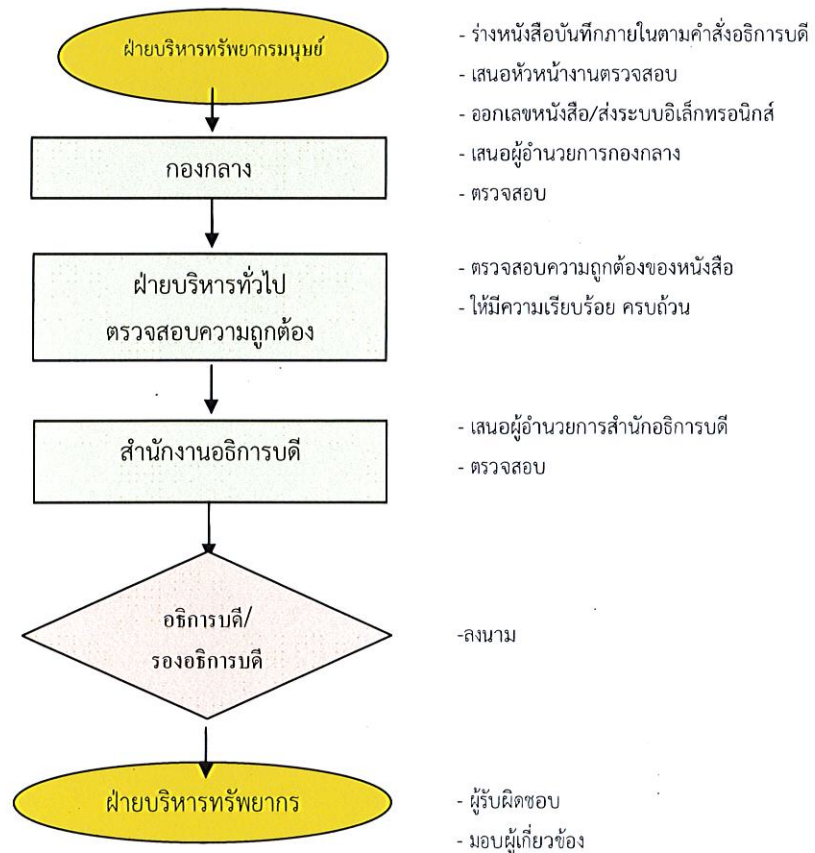 ฝ่ายบริหารทรัพยากรมนุษย์
- ร่างหนังสือบันทึกภายในตามคำสั่งอธิการบดี
- เสนอหัวหน้างานตรวจสอบ
- ออกเลขหนังสือ/ส่งระบบอิเล็กทรอนิกส์
กองกลาง
- เสนอผู้อำนวยการกองกลาง
- ตรวจสอบ
ฝ่ายบริหารทั่วไป
ตรวจสอบความถูกต้อง
- ตรวจสอบความถูกต้องของหนังสือ
- ให้มีความเรียบร้อย ครบถ้วน
สำนักงานอธิการบดี
- เสนอผู้อำนวยการสำนักอธิการบดี
- ตรวจสอบ
อธิการบดี/
รองอธิการบดี
-ลงนาม
ฝ่ายบริหารทรัพยากร
- ผู้รับผิดชอบ
- มอบผู้เกี่ยวข้อง